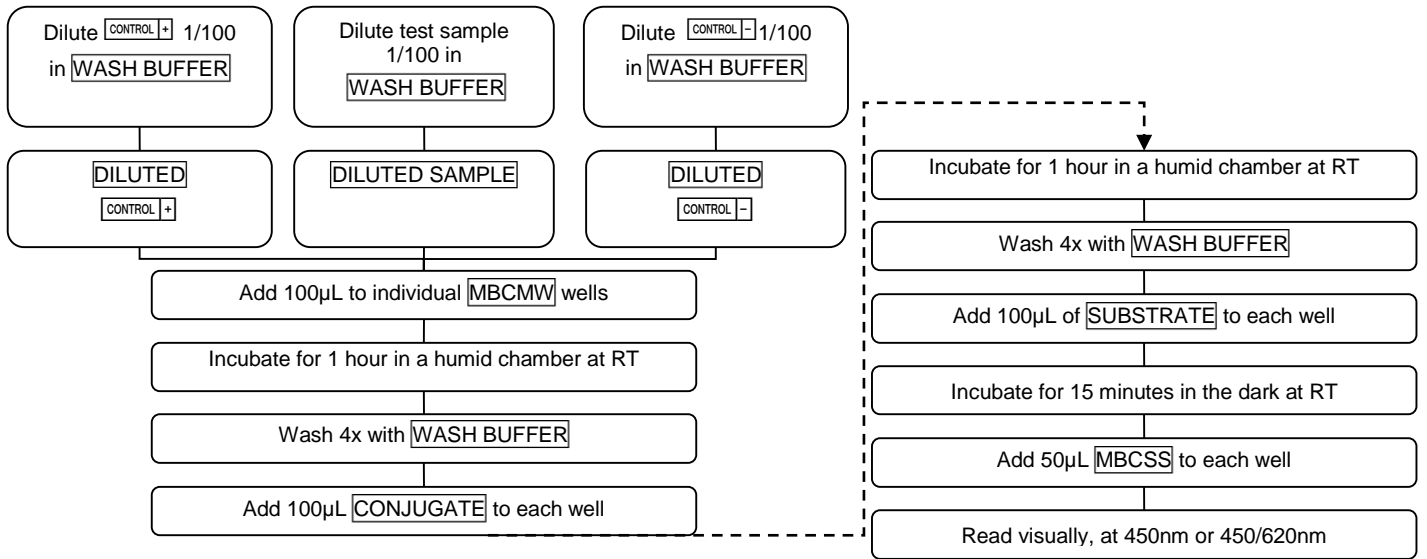 Dilute CONTROL + 1/100
in WASH BUFFER
Dilute test sample
1/100 in
WASH BUFFER
Dilute CONTROL − 1/100
in WASH BUFFER
DILUTED
CONTROL +
DILUTED SAMPLE
DILUTED
CONTROL −
Add 100µL to individual MBCMW wells
Incubate for 1 hour in a humid chamber at RT
Wash 4x with WASH BUFFER
Add 100µL CONJUGATE to each well
Incubate for 1 hour in a humid chamber at RT
Wash 4x with WASH BUFFER
Add 100µL of SUBSTRATE to each well
Incubate for 15 minutes in the dark at RT
Add 50µL MBCSS to each well
Read visually, at 450nm or 450/620nm